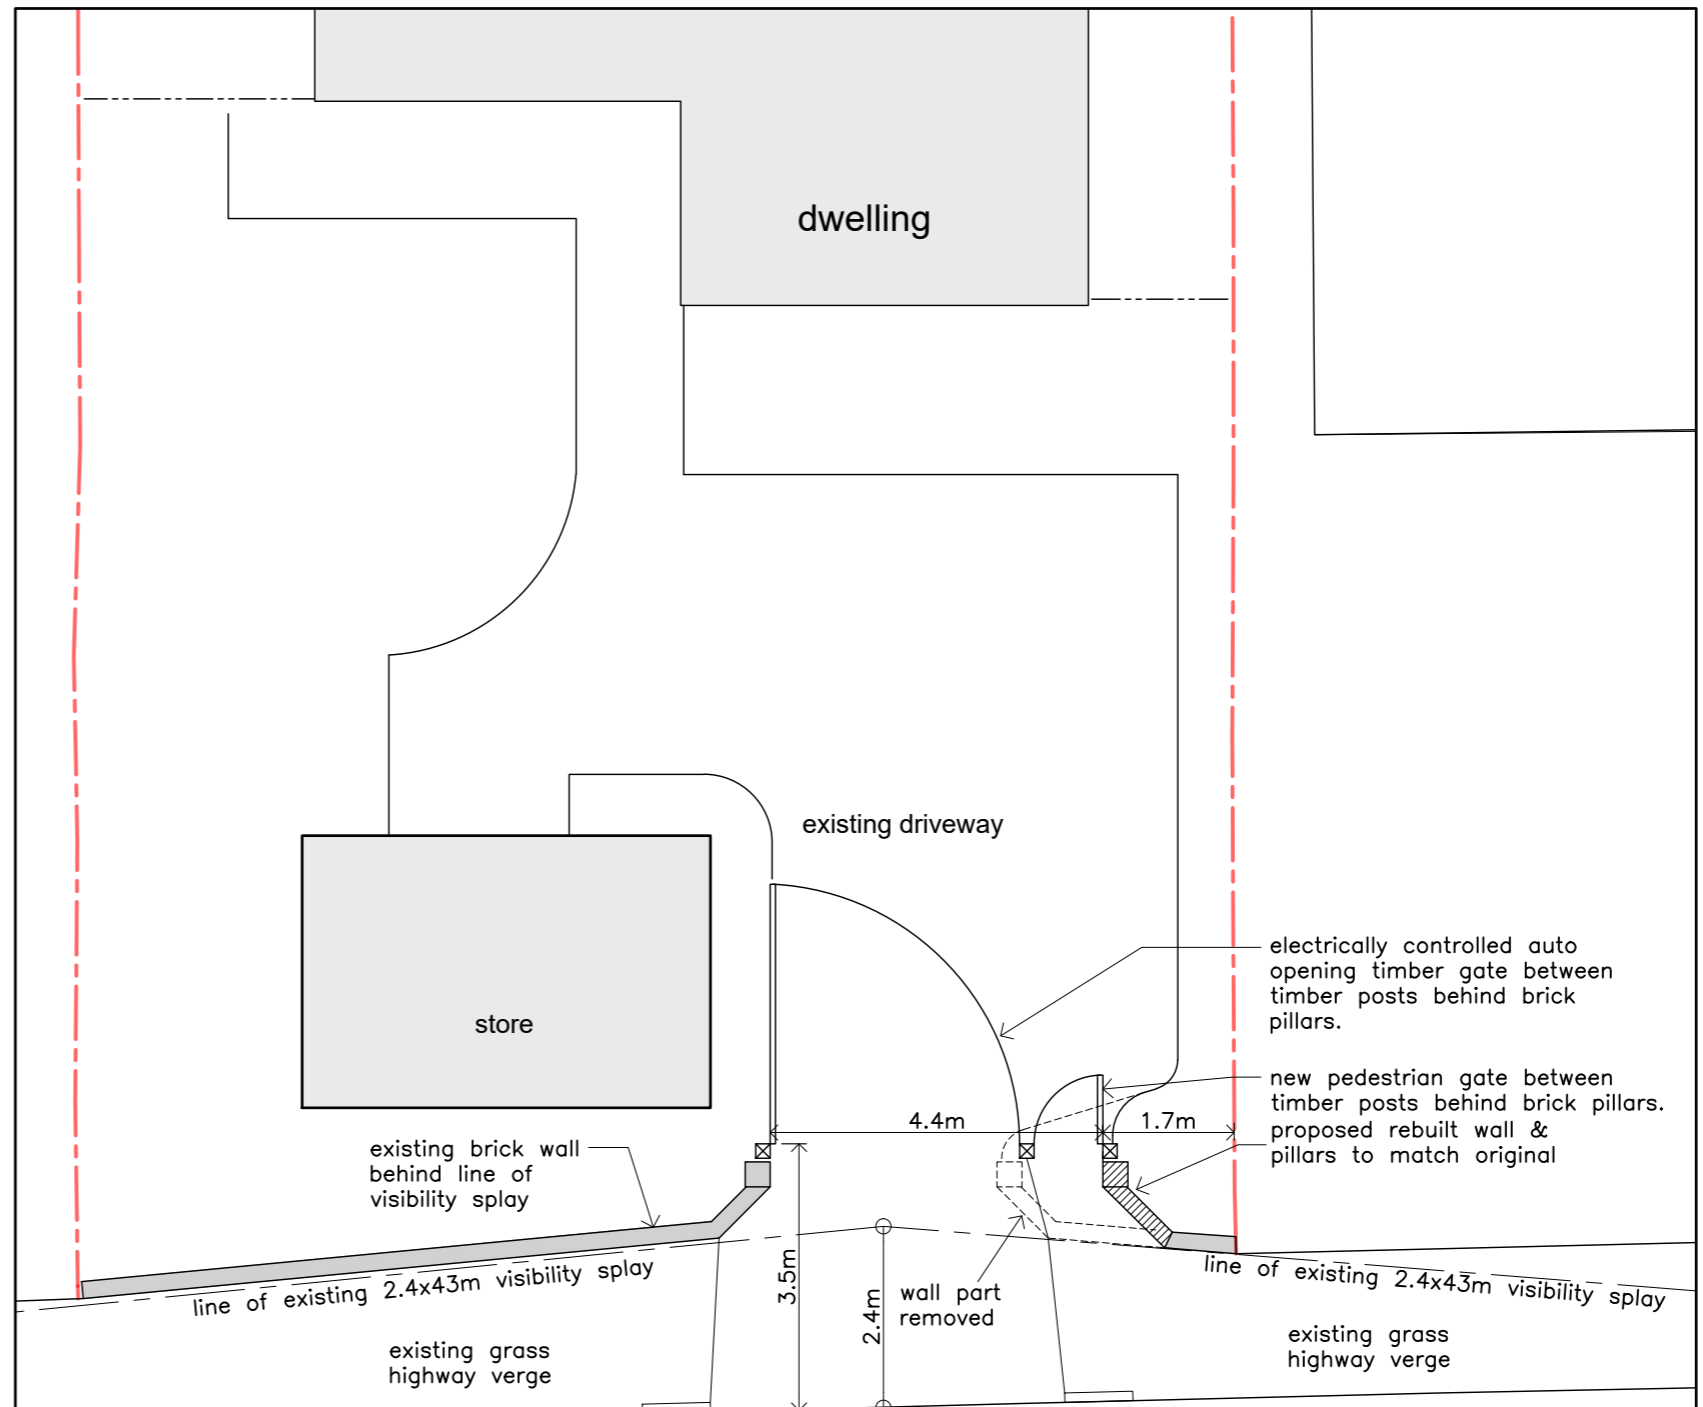 dwelling
existing driveway
store
electrically controlled auto
opening timber gate between
timber posts behind brick
pillars.
new pedestrian gate between
timber posts behind brick pillars.
proposed rebuilt wall &
pillars to match original
4.4m
1.7m
existing brick wall
behind line of
visibility splay
line of existing 2.4x43m visibility splay
3.5m
2.4m
wall part
removed
line of existing 2.4x43m visibility splay
existing grass
highway verge
existing grass
highway verge